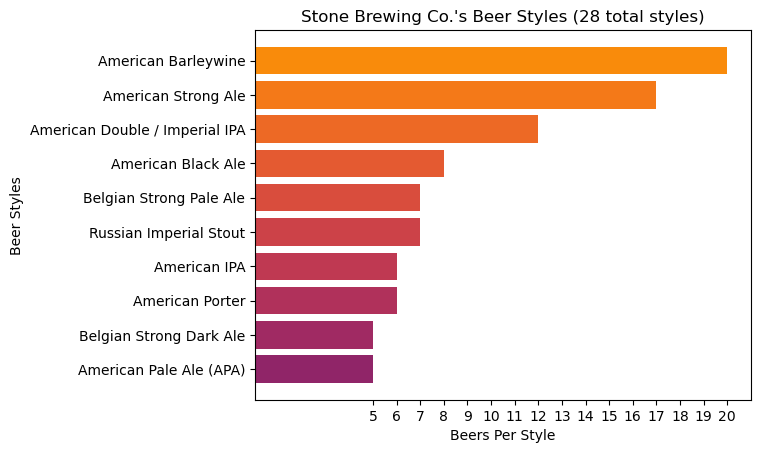 Stone Brewing Co.'s Beer Styles (28 total styles)
American Barleywine
American Strong Ale
American Double / Imperial IPA
American Black Ale
Belgian Strong Pale Ale
Russian Imperial Stout
American IPA
American Porter
Belgian Strong Dark Ale
American Pale Ale (APA)
Beer Styles
5 6 7 8 9 10 11 12 13 14 15 16 17 18 19 20
Beers Per Style